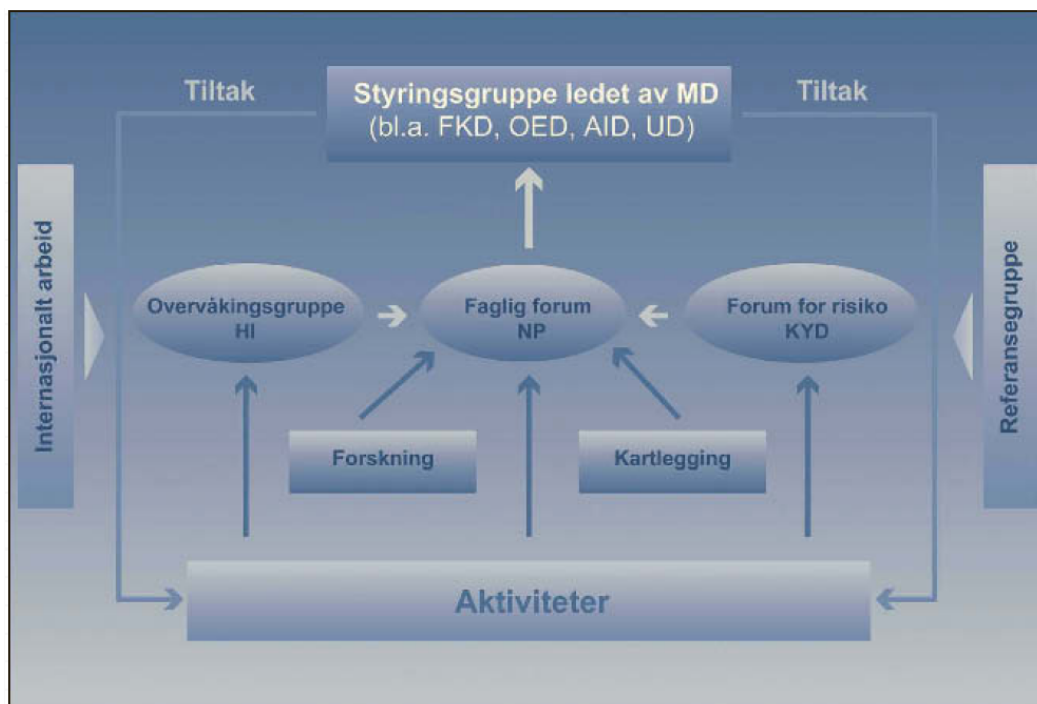 Tiltak
Styringsgruppe ledet av MD
(bl.a. FKD, OED, AID, UD)
Tiltak
Internasjonalt arbeid
Referansegruppe
Overvåkingsgruppe
HI
Faglig forum
NP
Forum for risiko
KYD
Forskning
Kartlegging
Aktiviteter